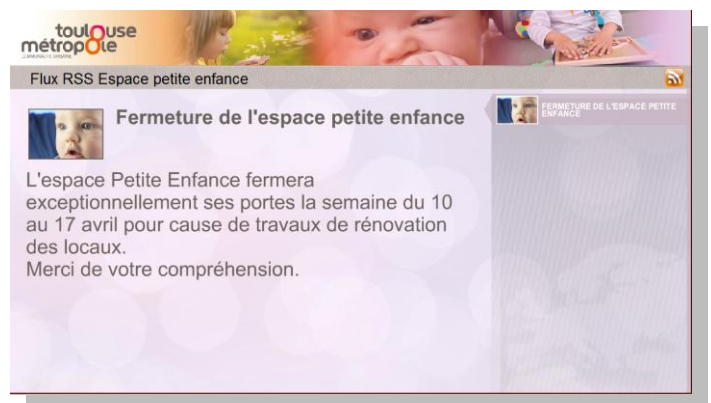 toulouse
métropole
COMMUNAUTÉ URBAINE
Flux RSS Espace petite enfance
Fermeture de l'espace petite enfance
L'espace Petite Enfance fermera
exceptionnellement ses portes la semaine du 10
au 17 avril pour cause de travaux de rénovation
des locaux.
Merci de votre compréhension.
FERMETURE DE L'ESPACE PETITE
ENFANCE